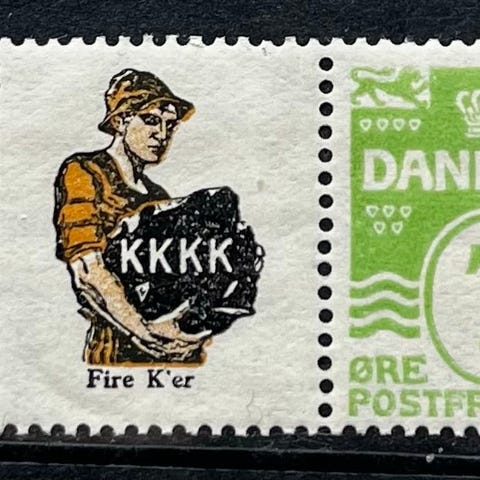 KKKK
Fire K'er
DAN
ØRE
POSTFR